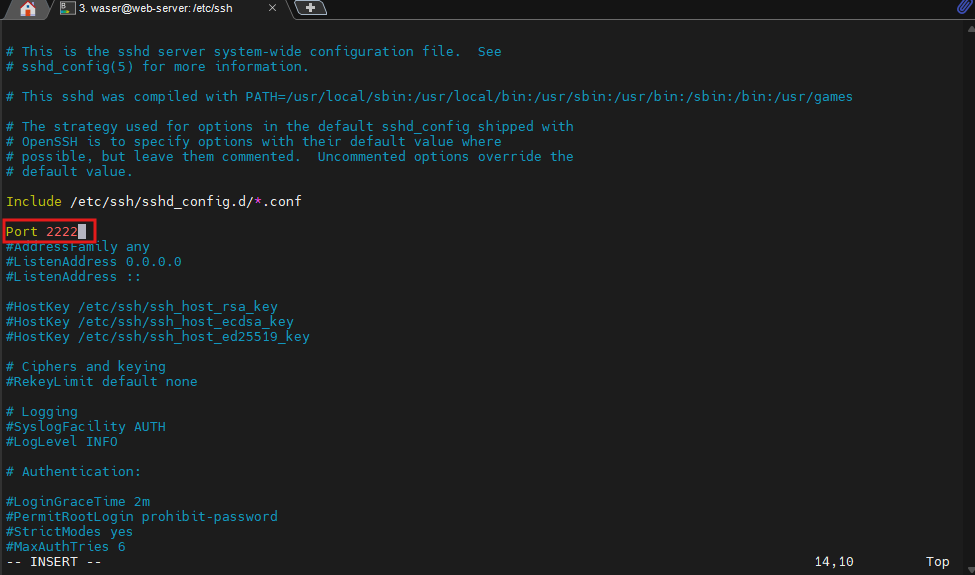 3. waser@web-server: /etc/ssh
# This is the sshd server system-wide configuration file.  See
# sshd_config(5) for more information.
# This sshd was compiled with PATH=/usr/local/sbin:/usr/local/bin:/usr/sbin:/usr/bin:/sbin:/bin:/usr/games
# The strategy used for options in the default sshd_config shipped with
# OpenSSH is to specify options with their default value where
# possible, but leave them commented.  Uncommented options override the
# default value.
Include /etc/ssh/sshd_config.d/*.conf
Port 2222
#AddressFamily any
#ListenAddress 0.0.0.0
#ListenAddress ::
#HostKey /etc/ssh/ssh_host_rsa_key
#HostKey /etc/ssh/ssh_host_ecdsa_key
#HostKey /etc/ssh/ssh_host_ed25519_key
# Ciphers and keying
#RekeyLimit default none
# Logging
#SyslogFacility AUTH
#LogLevel INFO
# Authentication:
#LoginGraceTime 2m
#PermitRootLogin prohibit-password
#StrictModes yes
#MaxAuthTries 6
-- INSERT -- 14,10 Top